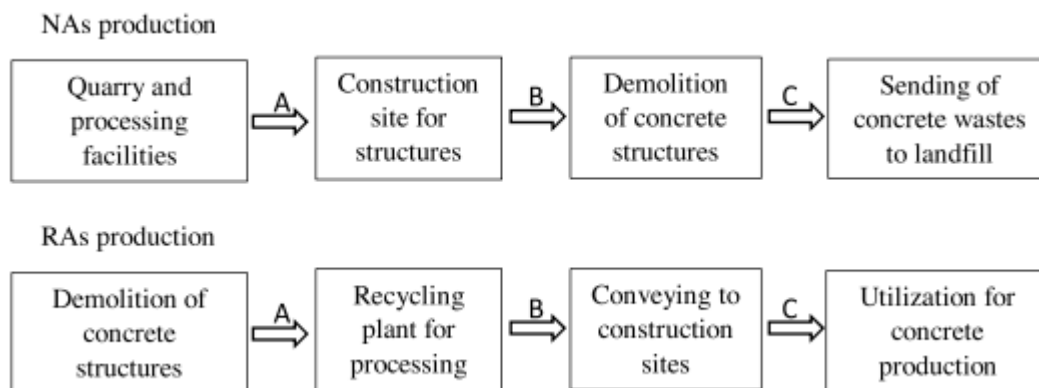 NAs production
Quarry and
processing
facilities
A
Construction
site for
structures
B
Demolition
of concrete
structures
C
Sending of
concrete wastes
to landfill
RAs production
Demolition of
concrete
structures
A
Recycling
plant for
processing
B
Conveying to
construction
sites
C
Utilization for
concrete
production